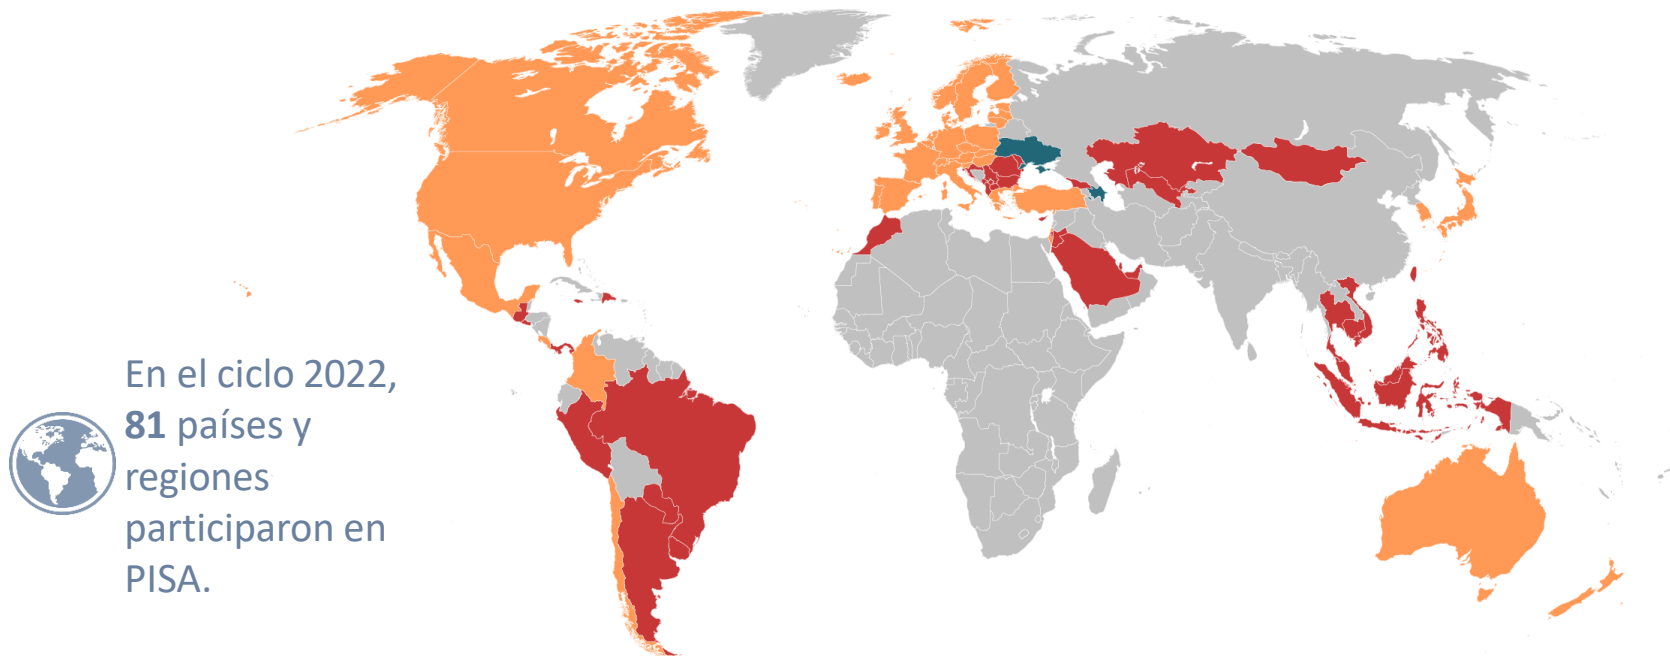 En el ciclo 2022,
81 países y
regiones
participaron en
PISA.